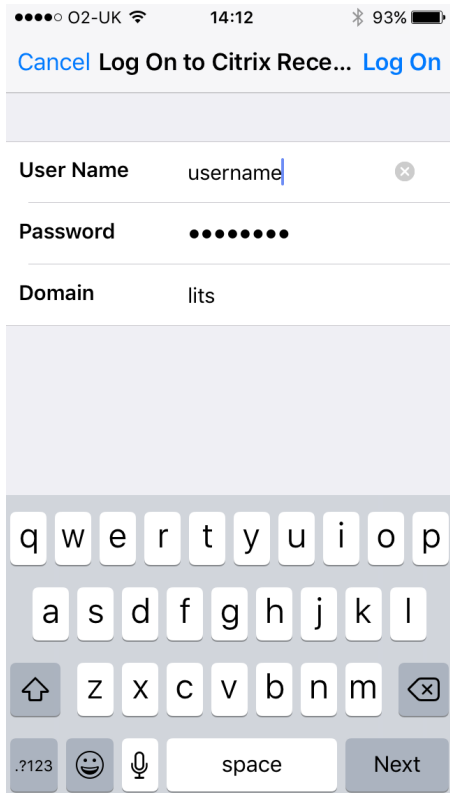 ●●●●○ O2-UK 14:12 93%
Cancel Log On to Citrix Rece... Log On
User Name username
Password ●●●●●●●●
Domain lits
q w e r t y u i o p
a s d f g h j k l
z x c v b n m
.?123 space Next